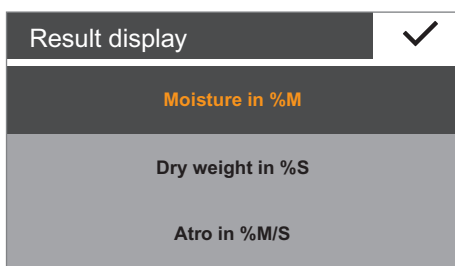 Result display
Moisture in %M
Dry weight in %S
Atro in %M/S